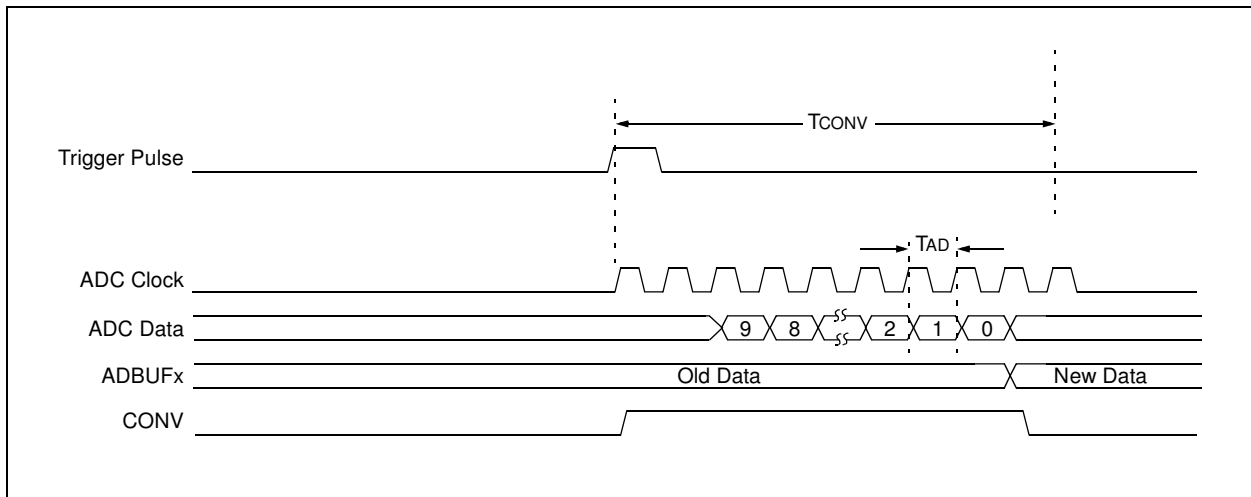 TCONV
Trigger Pulse
TAD
ADC Clock
ADC Data
9 8 2 1 0
ADBUFx
Old Data
New Data
CONV